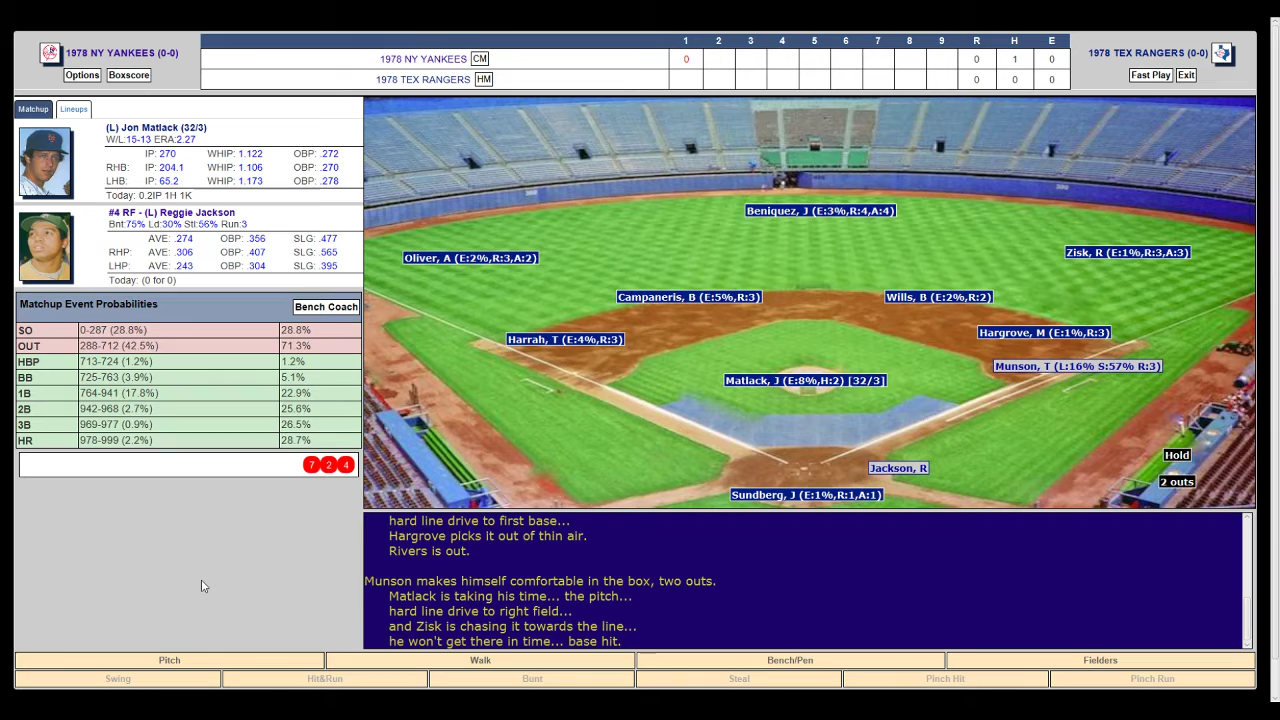 1978 NY YANKEES (0-0)
Options
Boxscore
1 2 3 4 5 6 7 8 9 R H E
1978 NY YANKEES CM 0 0 1 0
1978 TEX RANGERS HM 0 0 0
1978 TEX RANGERS (0-0)
Fast Play
Exit
Matchup
Lineups
(L) Jon Matlack (32/3)
W/L:15-13 ERA:2.27
IP: 270 WHIP: 1.122 OBP: .272
RHB: IP: 204.1 WHIP: 1.106 OBP: .270
LHB: IP: 65.2 WHIP: 1.173 OBP: .278
Today: 0.2IP 1H 1K
#4 RF - (L) Reggie Jackson
Bnt:75% Ld:30% Stl:56% Run:3
AVE: .274 OBP: .356 SLG: .477
RHP: AVE: .306 OBP: .407 SLG: .565
LHP: AVE: .243 OBP: .304 SLG: .395
Today: (0 for 0)
Matchup Event Probabilities
Bench Coach
SO 0-287 (28.8%) 28.8%
OUT 288-712 (42.5%) 71.3%
HBP 713-724 (1.2%) 1.2%
BB 725-763 (3.9%) 5.1%
1B 764-941 (17.8%) 22.9%
2B 942-968 (2.7%) 25.6%
3B 969-977 (0.9%) 26.5%
HR 978-999 (2.2%) 28.7%
7 2 4
Beniquez, J (E:3%,R:4,A:4)
Oliver, A (E:2%,R:3,A:2)
Zisk, R (E:1%,R:3,A:3)
Campaneris, B (E:5%,R:3)
Wills, B (E:2%,R:2)
Harrah, T (E:4%,R:3)
Hargrove, M (E:1%,R:3)
Munson, T (L:16% S:57% R:3)
Matlack, J (E:8%,H:2) [32/3]
Hold
Jackson, R
2 outs
Sundberg, J (E:1%,R:1,A:1)
hard line drive to first base...
Hargrove picks it out of thin air.
Rivers is out.
Munson makes himself comfortable in the box, two outs.
Matlack is taking his time... the pitch...
hard line drive to right field...
and Zisk is chasing it towards the line...
he won't get there in time... base hit.
Pitch Walk Bench/Pen Fielders
Swing Hit&Run Bunt Steal Pinch Hit Pinch Run